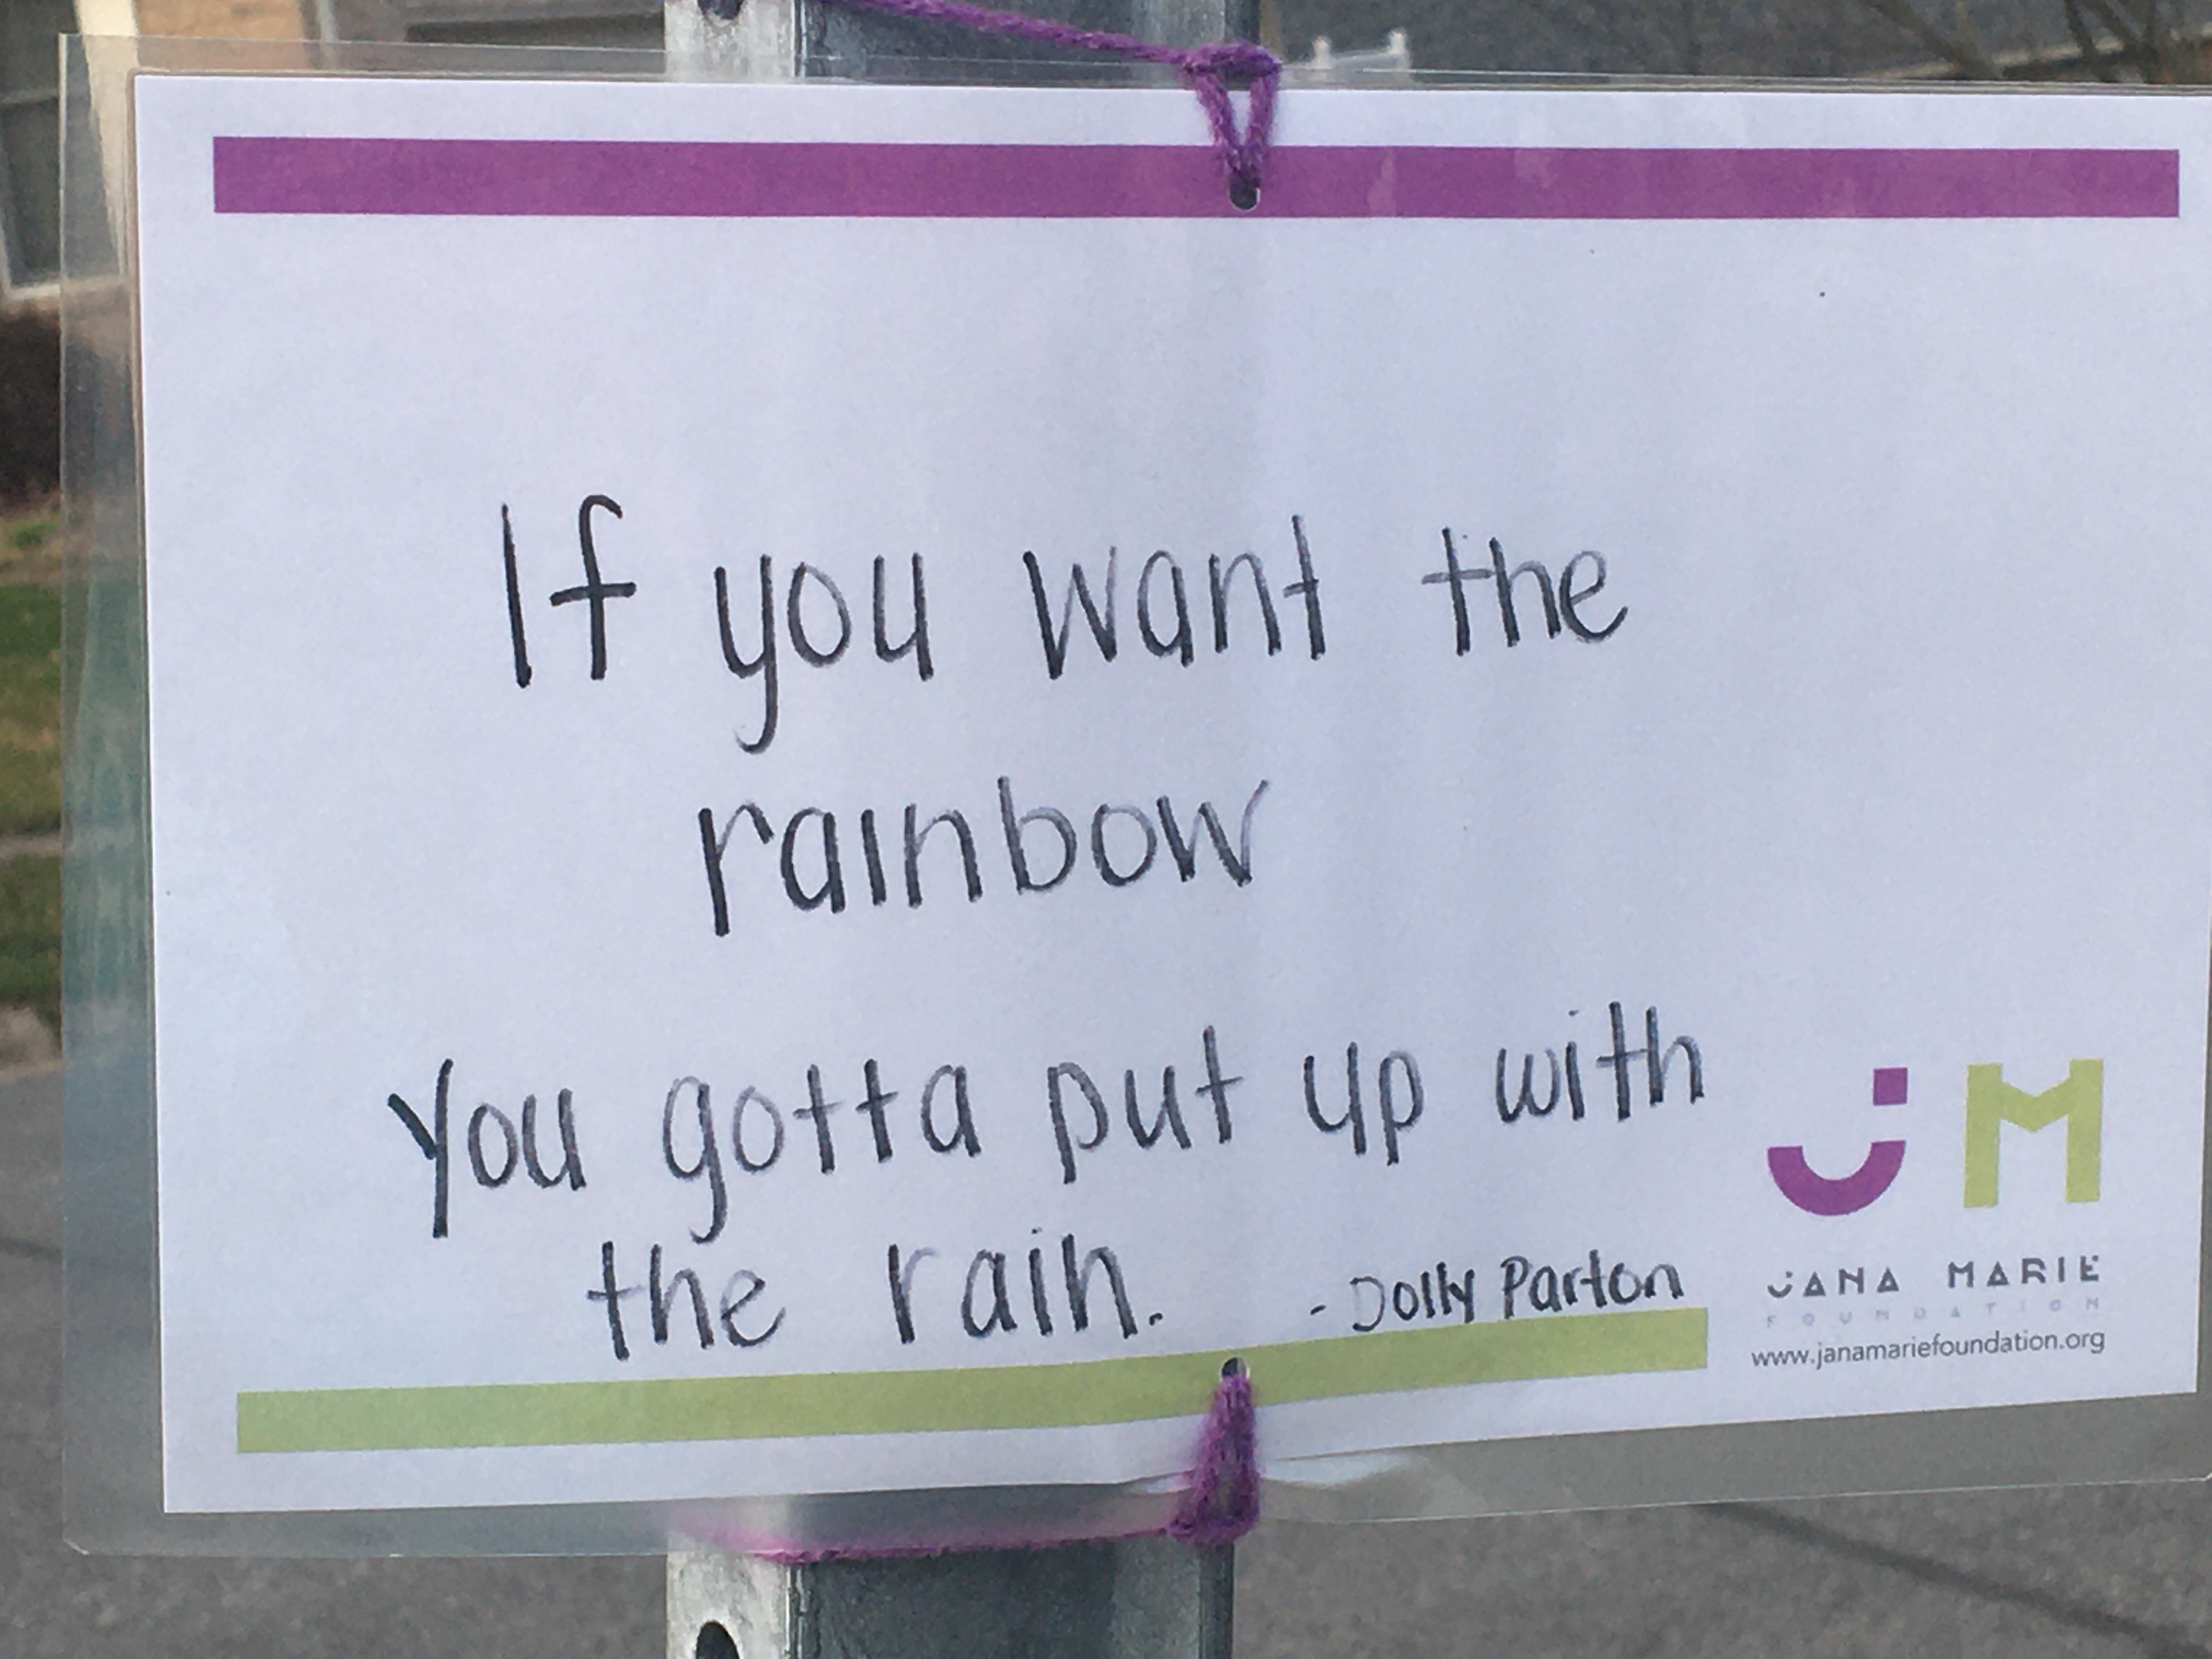 If you want the
rainbow
You gotta put up with
the rain. - Dolly Parton
JM
JANA MARIE
FOUNDATION
www.janamariefoundation.org